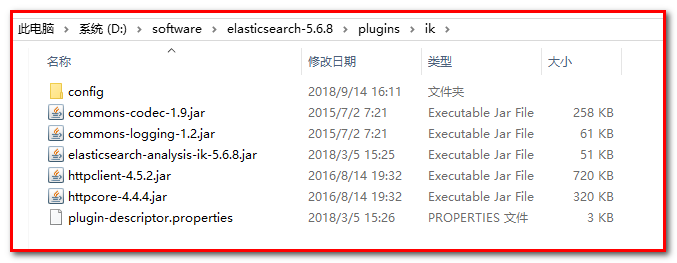 此电脑 › 系统 (D:) › software › elasticsearch-5.6.8 › plugins › ik ›
名称 修改日期 类型 大小
config 2018/9/14 16:11 文件夹
commons-codec-1.9.jar 2015/7/2 7:21 Executable Jar File 258 KB
commons-logging-1.2.jar 2015/7/2 7:21 Executable Jar File 61 KB
elasticsearch-analysis-ik-5.6.8.jar 2018/3/5 15:25 Executable Jar File 51 KB
httpclient-4.5.2.jar 2016/8/14 19:32 Executable Jar File 720 KB
httpcore-4.4.4.jar 2016/8/14 19:32 Executable Jar File 320 KB
plugin-descriptor.properties 2018/3/5 15:26 PROPERTIES 文件 3 KB